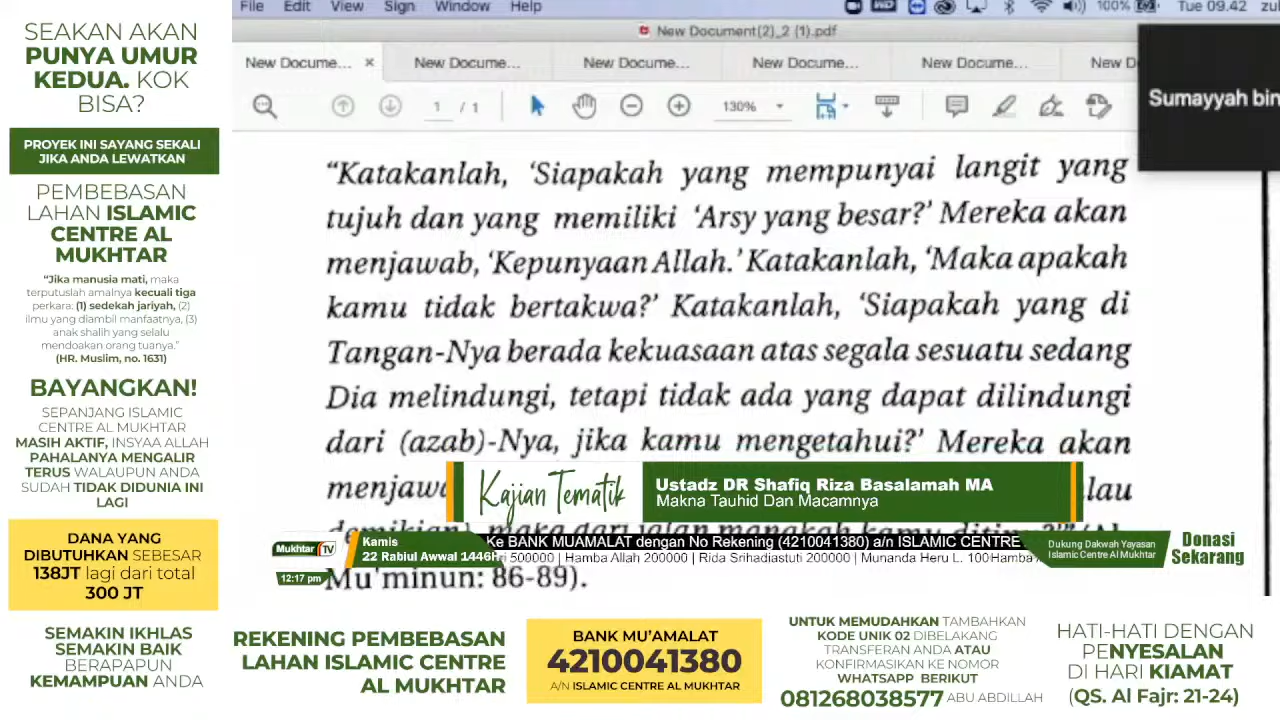 SEAKAN AKAN
PUNYA UMUR
KEDUA. KOK
BISA?
PROYEK INI SAYANG SEKALI
JIKA ANDA LEWATKAN
PEMBEBASAN
LAHAN ISLAMIC
CENTRE AL
MUKHTAR
“Jika manusia mati, maka
terputuslah amalnya kecuali tiga
perkara: (1) sedekah jariyah, (2)
ilmu yang diambil manfaatnya, (3)
anak shalih yang selalu
mendoakan orang tuanya.”
(HR. Muslim, no. 1631)
BAYANGKAN!
SEPANJANG ISLAMIC
CENTRE AL MUKHTAR
MASIH AKTIF, INSYAA ALLAH
PAHALANYA MENGALIR
TERUS WALAUPUN ANDA
SUDAH TIDAK DIDUNIA INI
LAGI
DANA YANG
DIBUTUHKAN SEBESAR
138JT lagi dari total
300 JT
SEMAKIN IKHLAS
SEMAKIN BAIK
BERAPAPUN
KEMAMPUAN ANDA
File Edit View Sign Window Help 100% Tue 09.42 zul
New Document(2)_2 (1).pdf
New Docume... × New Docume... New Docume... New Docume... New Docume... New D
1 / 1 130%
Sumayyah bin
“Katakanlah, ‘Siapakah yang mempunyai langit yang
tujuh dan yang memiliki ‘Arsy yang besar?’ Mereka akan
menjawab, ‘Kepunyaan Allah.’ Katakanlah, ‘Maka apakah
kamu tidak bertakwa?’ Katakanlah, ‘Siapakah yang di
Tangan-Nya berada kekuasaan atas segala sesuatu sedang
Dia melindungi, tetapi tidak ada yang dapat dilindungi
dari (azab)-Nya, jika kamu mengetahui?’ Mereka akan
Mu’minun: 86-89).
Kajian Tematik
Ustadz DR Shafiq Riza Basalamah MA
Makna Tauhid Dan Macamnya
Mukhtar TV
12:17 pm
Kamis
22 Rabiul Awwal 1446H
Ke BANK MUAMALAT dengan No Rekening (4210041380) a/n ISLAMIC CENTRE
500000 | Hamba Allah 200000 | Rida Srihadiastuti 200000 | Munanda Heru L. 100 Hamba
Dukung Dakwah Yayasan
Islamic Centre Al Mukhtar
Donasi
Sekarang
REKENING PEMBEBASAN
LAHAN ISLAMIC CENTRE
AL MUKHTAR
BANK MU’AMALAT
4210041380
A/N ISLAMIC CENTRE AL MUKHTAR
UNTUK MEMUDAHKAN TAMBAHKAN
KODE UNIK 02 DIBELAKANG
TRANSFERAN ANDA ATAU
KONFIRMASIKAN KE NOMOR
WHATSAPP BERIKUT
081268038577 ABU ABDILLAH
HATI-HATI DENGAN
PENYESALAN
DI HARI KIAMAT
(QS. Al Fajr: 21-24)